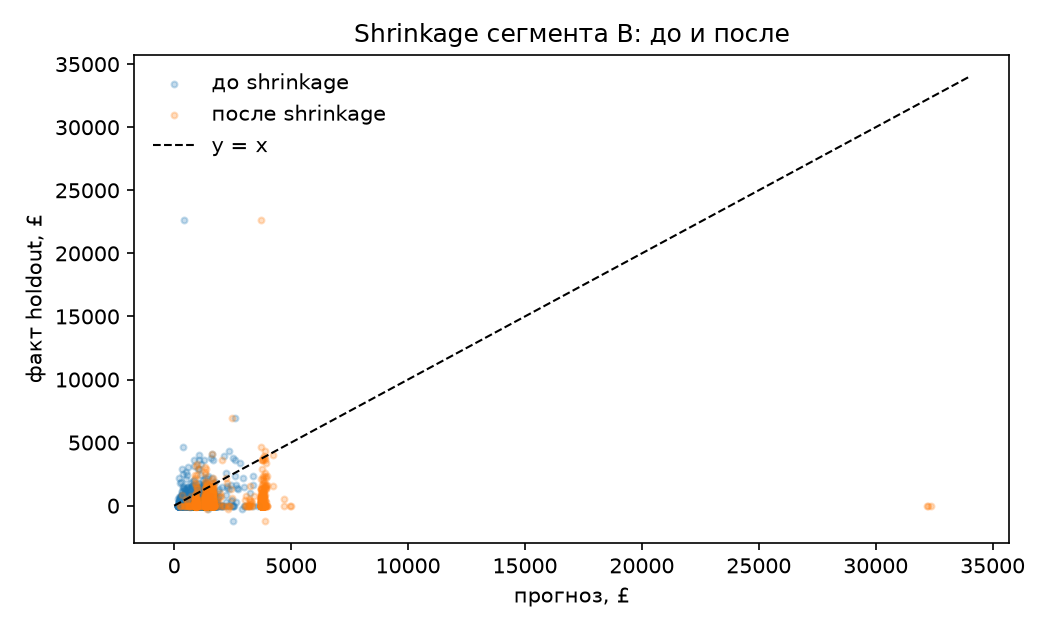 Shrinkage сегмента B: до и после
до shrinkage
после shrinkage
y = x
факт holdout, £
35000
30000
25000
20000
15000
10000
5000
0
0 5000 10000 15000 20000 25000 30000 35000
прогноз, £